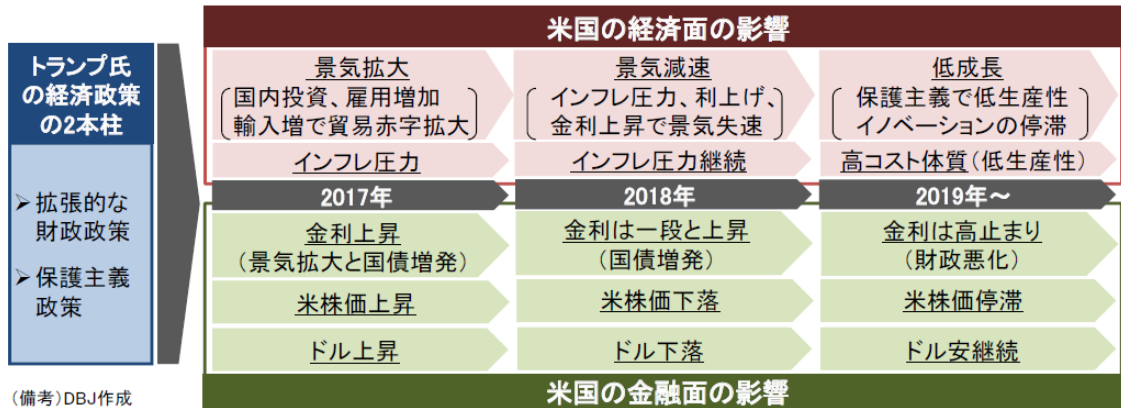 米国の経済面の影響
トランプ氏
の経済政策
の2本柱
➢拡張的な
財政政策
➢保護主義
政策
景気拡大
国内投資、雇用増加
輸入増で貿易赤字拡大
インフレ圧力
景気減速
インフレ圧力、利上げ、
金利上昇で景気失速
インフレ圧力継続
低成長
保護主義で低生産性
イノベーションの停滞
高コスト体質(低生産性)
2017年
2018年
2019年～
金利上昇
(景気拡大と国債増発)
米株価上昇
ドル上昇
金利は一段と上昇
(国債増発)
米株価下落
ドル下落
金利は高止まり
(財政悪化)
米株価停滞
ドル安継続
米国の金融面の影響
(備考)DBJ作成